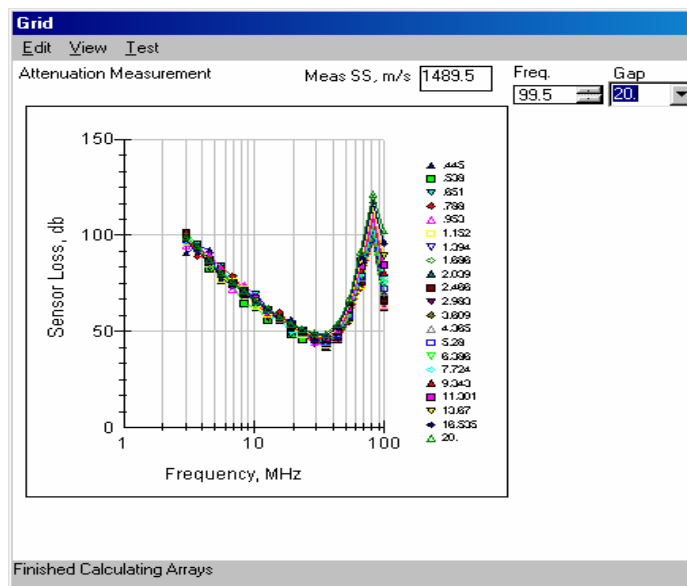 Grid
Edit View Test
Attenuation Measurement
Meas SS, m/s 1489.5
Freq.
99.5
Gap
20.
150
100
50
0
Sensor Loss, db
1 10 100
Frequency, MHz
.445
.538
.651
.788
.953
1.152
1.394
1.686
2.039
2.466
2.983
3.609
4.365
5.28
6.386
7.724
9.343
11.301
13.67
16.535
20.
Finished Calculating Arrays